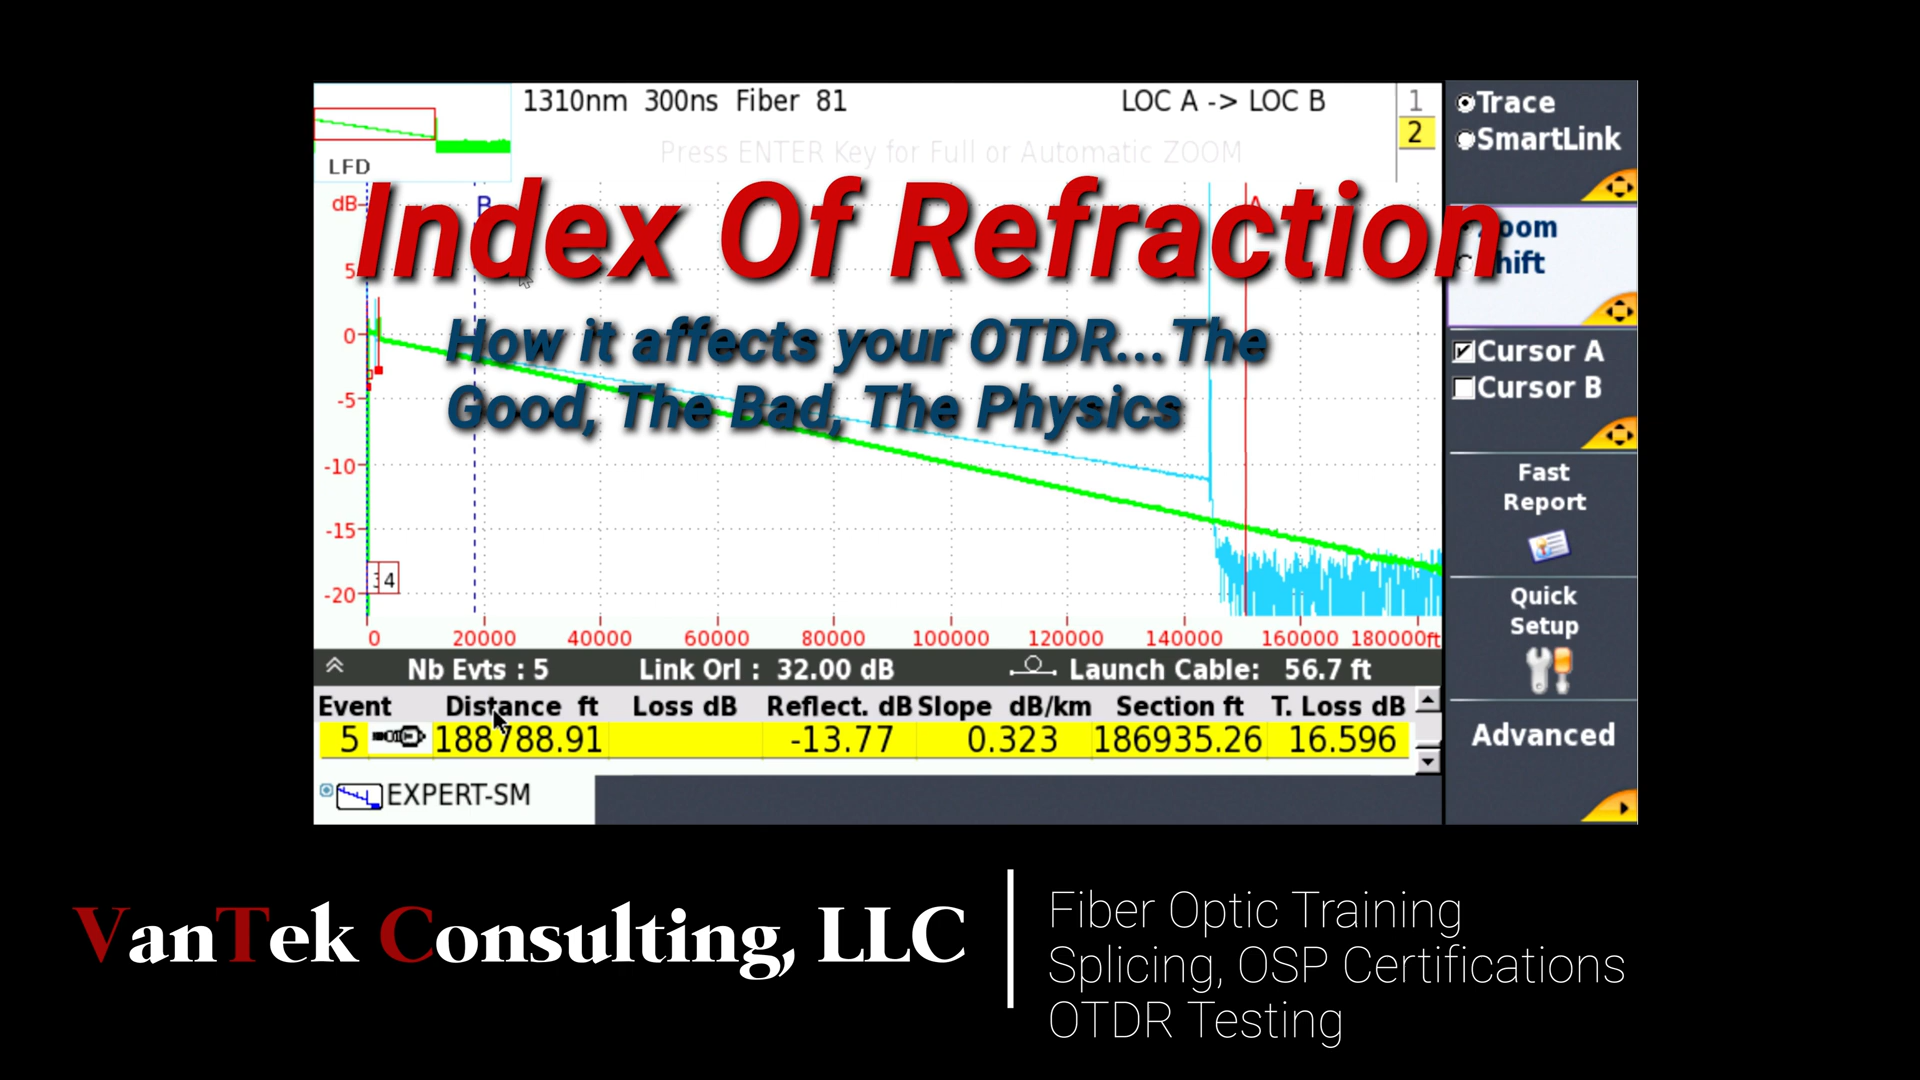 1310nm 300ns Fiber 81
LOC A -> LOC B
1
2
Press ENTER Key for Full or Automatic ZOOM
LFD
Trace
SmartLink
Index Of Refraction
How it affects your OTDR...The
Good, The Bad, The Physics
dB
B
A
5
0
-5
-10
-15
-20
4
0 20000 40000 60000 80000 100000 120000 140000 160000 180000ft
Cursor A
Cursor B
Fast
Report
Quick
Setup
Advanced
Nb Evts : 5 Link Orl : 32.00 dB Launch Cable: 56.7 ft
Event Distance ft Loss dB Reflect. dB Slope dB/km Section ft T. Loss dB
5 188788.91 -13.77 0.323 186935.26 16.596
EXPERT-SM
VanTek Consulting, LLC
Fiber Optic Training
Splicing, OSP Certifications
OTDR Testing